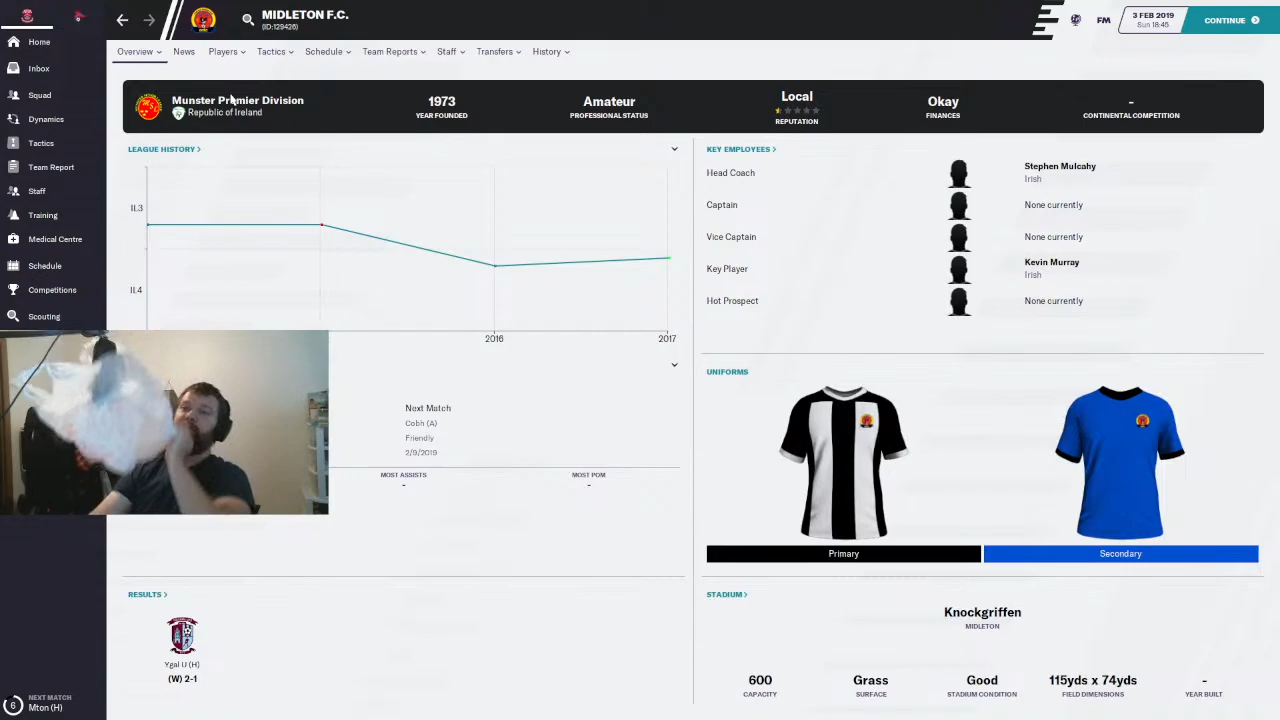 MIDLETON F.C.
(ID:129426)
FM
3 FEB 2019
Sun 18:45
CONTINUE
Home
Inbox
Squad
Dynamics
Tactics
Team Report
Staff
Training
Medical Centre
Schedule
Competitions
Scouting
NEXT MATCH
6
Mton (H)
Overview
News
Players
Tactics
Schedule
Team Reports
Staff
Transfers
History
Munster Premier Division
Republic of Ireland
1973
YEAR FOUNDED
Amateur
PROFESSIONAL STATUS
Local
REPUTATION
Okay
FINANCES
-
CONTINENTAL COMPETITION
LEAGUE HISTORY >
IL3
IL4
2016
2017
Next Match
Cobh (A)
Friendly
2/9/2019
MOST ASSISTS
-
MOST POM
-
RESULTS >
Ygal U (H)
(W) 2-1
KEY EMPLOYEES >
Head Coach
Stephen Mulcahy
Irish
Captain
None currently
Vice Captain
None currently
Key Player
Kevin Murray
Irish
Hot Prospect
None currently
UNIFORMS
Primary
Secondary
STADIUM >
Knockgriffen
MIDLETON
600
CAPACITY
Grass
SURFACE
Good
STADIUM CONDITION
115yds x 74yds
FIELD DIMENSIONS
-
YEAR BUILT